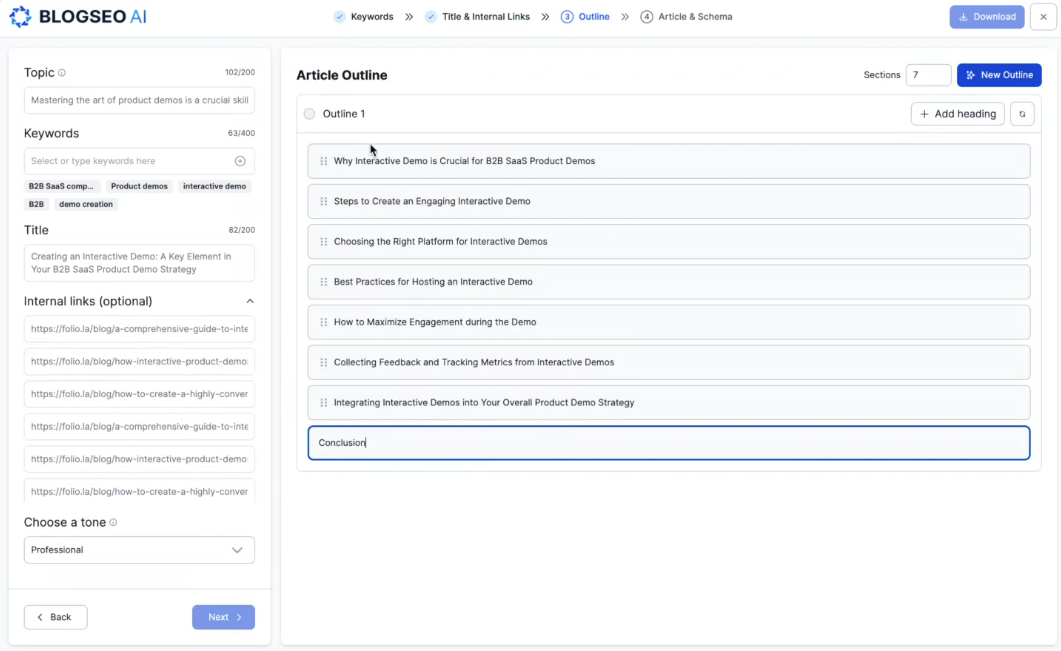 BLOGSEO AI
Keywords
Title & Internal Links
3 Outline
4 Article & Schema
Download
Topic
102/200
Mastering the art of product demos is a crucial skill
Keywords
63/400
Select or type keywords here
B2B SaaS comp...
Product demos
interactive demo
B2B
demo creation
Title
82/200
Creating an Interactive Demo: A Key Element in
Your B2B SaaS Product Demo Strategy
Internal links (optional)
https://folio.la/blog/a-comprehensive-guide-to-inte
https://folio.la/blog/how-interactive-product-demo
https://folio.la/blog/how-to-create-a-highly-conver
https://folio.la/blog/a-comprehensive-guide-to-inte
https://folio.la/blog/how-interactive-product-demo
https://folio.la/blog/how-to-create-a-highly-conver
Choose a tone
Professional
Back
Next
Article Outline
Sections
7
New Outline
Outline 1
Add heading
Why Interactive Demo is Crucial for B2B SaaS Product Demos
Steps to Create an Engaging Interactive Demo
Choosing the Right Platform for Interactive Demos
Best Practices for Hosting an Interactive Demo
How to Maximize Engagement during the Demo
Collecting Feedback and Tracking Metrics from Interactive Demos
Integrating Interactive Demos into Your Overall Product Demo Strategy
Conclusion